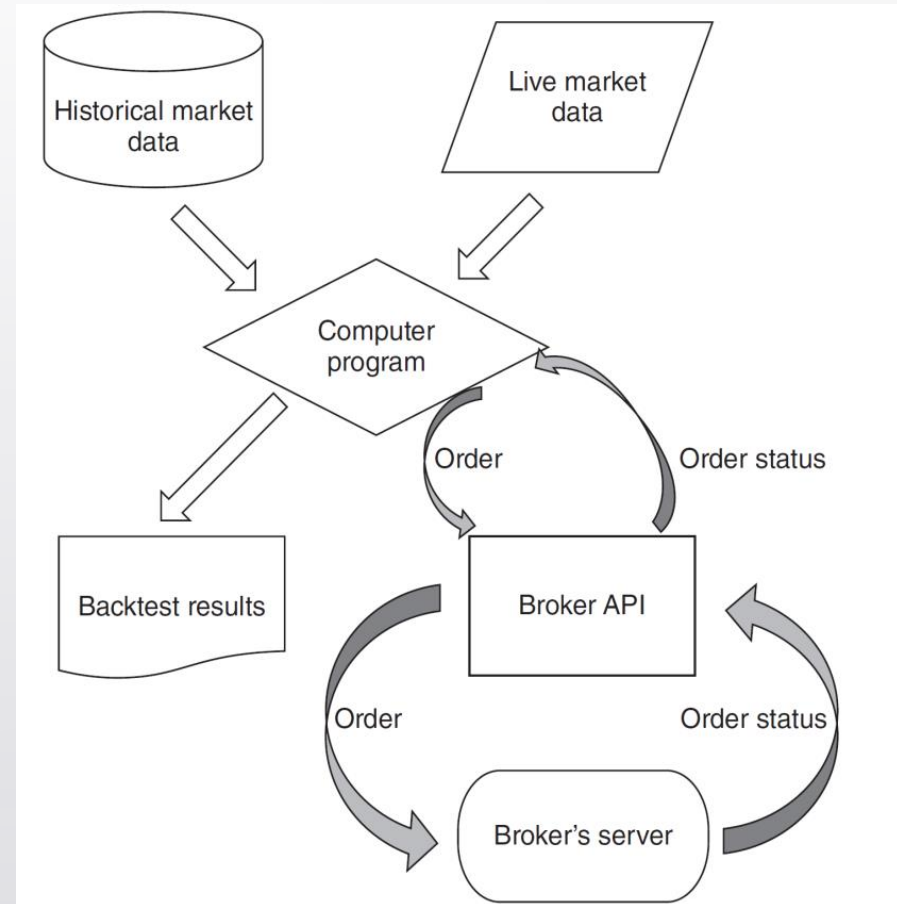 Historical market
data
Live market
data
Computer
program
Order
Order status
Backtest results
Broker API
Order
Order status
Broker’s server